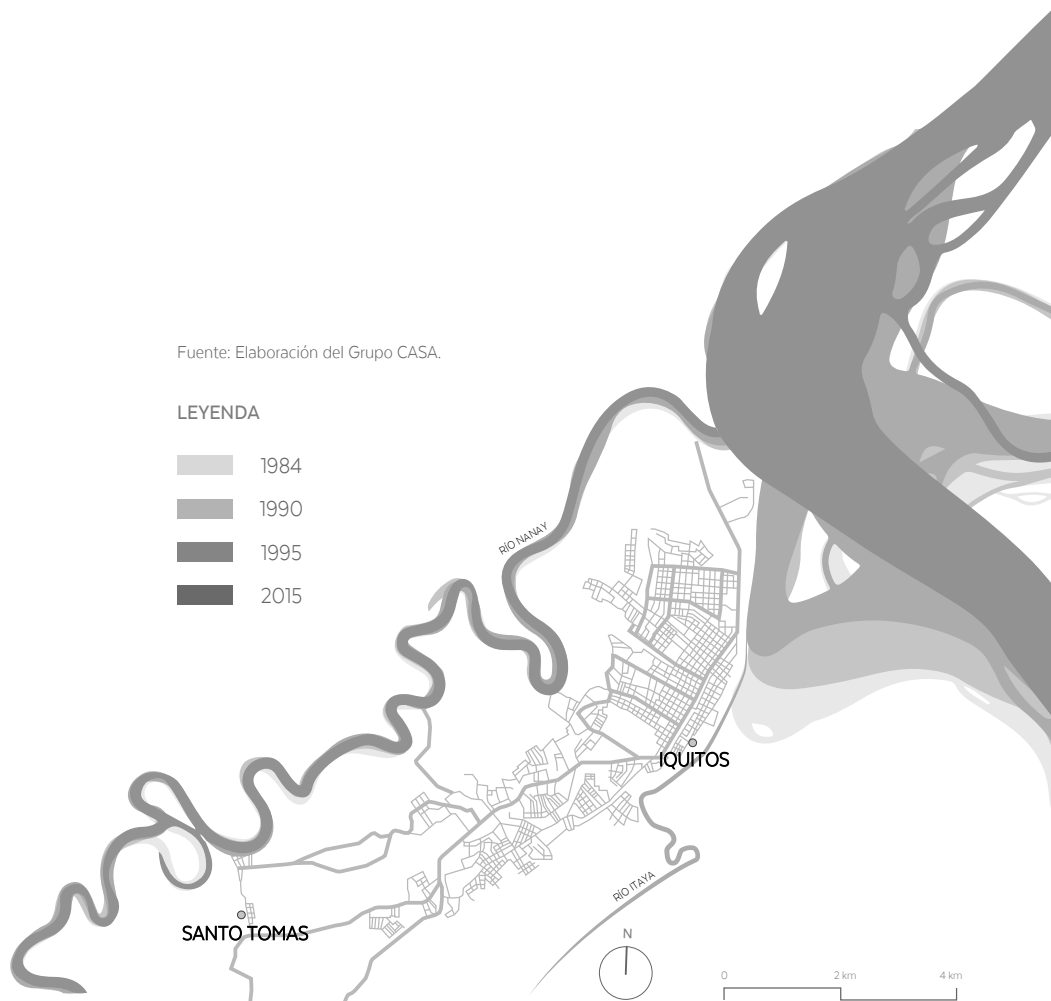 Fuente: Elaboración del Grupo CASA.
LEYENDA
1984
1990
1995
2015
RÍO NANAY
IQUITOS
RÍO ITAYA
SANTO TOMAS
N
0 2 km 4 km